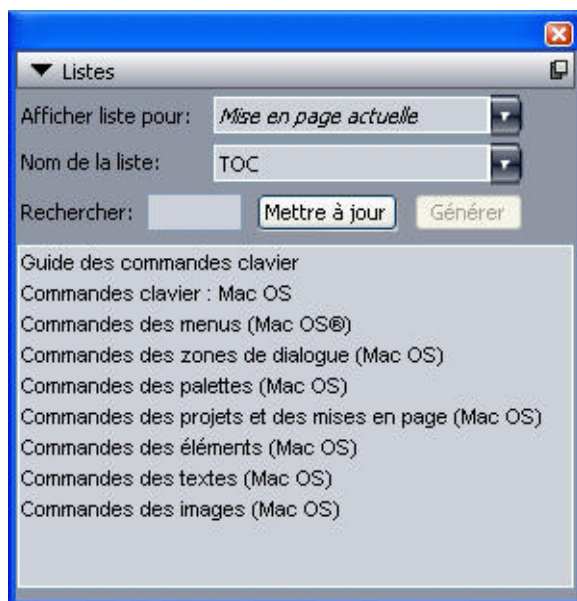 Listes
Afficher liste pour: Mise en page actuelle
Nom de la liste: TOC
Rechercher: Mettre à jour Générer
Guide des commandes clavier
Commandes clavier : Mac OS
Commandes des menus (Mac OS®)
Commandes des zones de dialogue (Mac OS)
Commandes des palettes (Mac OS)
Commandes des projets et des mises en page (Mac OS)
Commandes des éléments (Mac OS)
Commandes des textes (Mac OS)
Commandes des images (Mac OS)